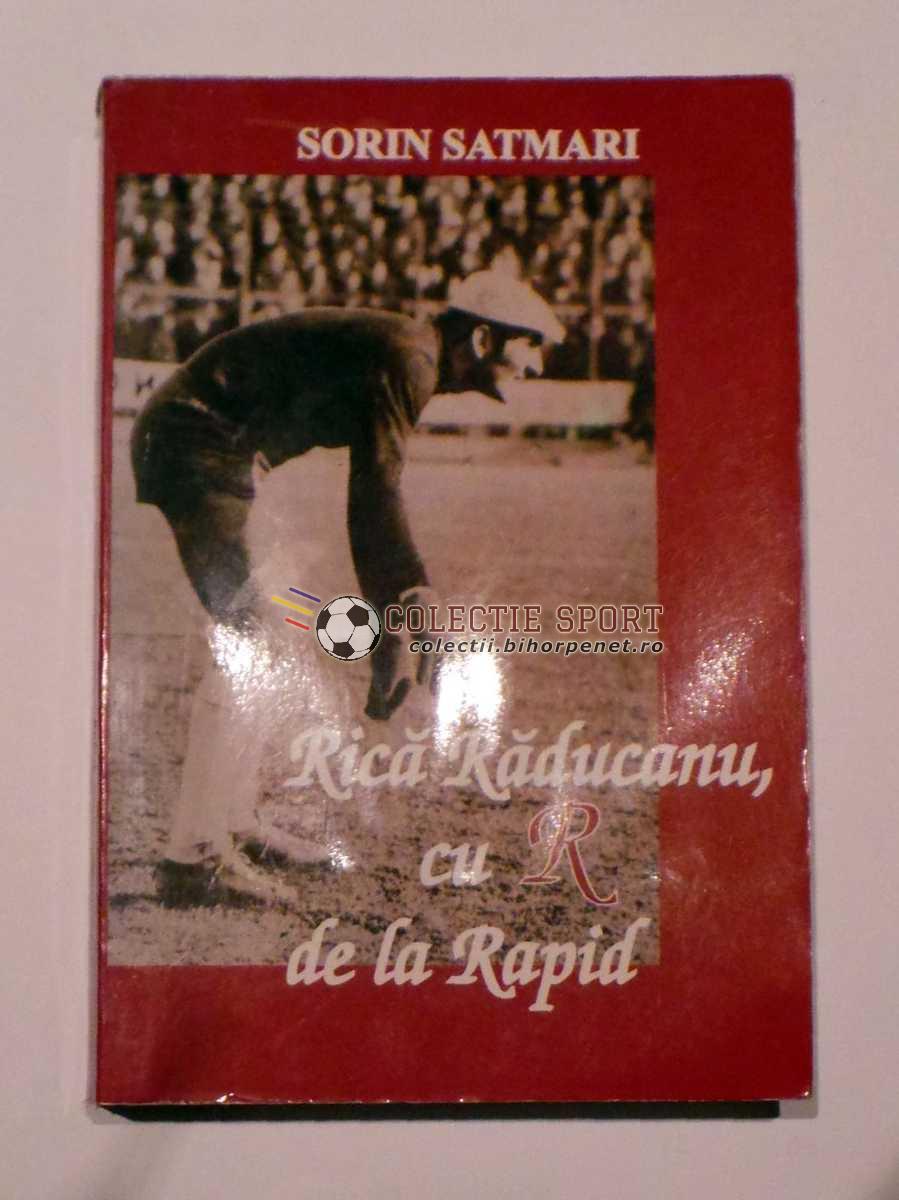 SORIN SATMARI
H
COLECTIE SPORT
colectii.bihorpenet.ro
Rică Răducanu,
cu R
de la Rapid